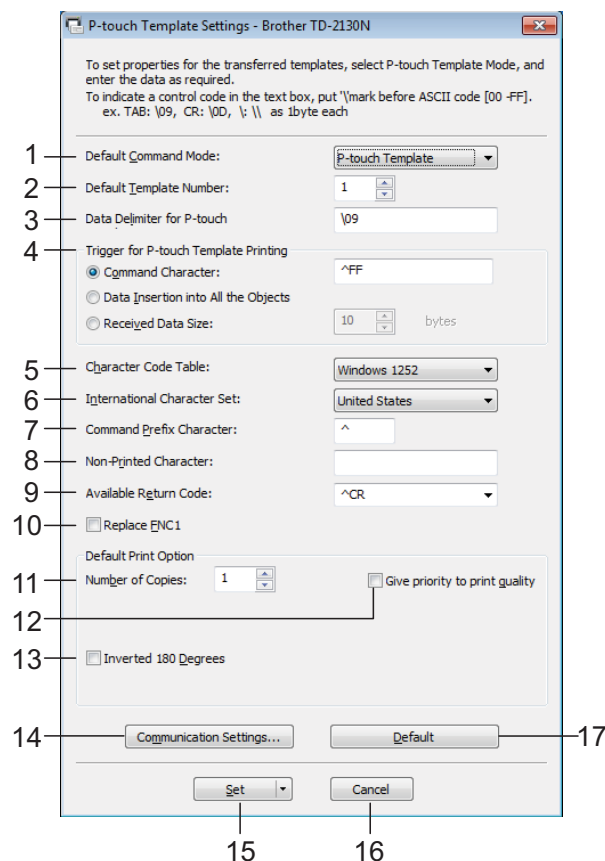 P-touch Template Settings - Brother TD-2130N
To set properties for the transferred templates, select P-touch Template Mode, and
enter the data as required.
To indicate a control code in the text box, put '\'mark before ASCII code [00 -FF].
ex. TAB: \09, CR: \0D, \: \\ as 1byte each
1 Default Command Mode: P-touch Template
2 Default Template Number: 1
3 Data Delimiter for P-touch \09
4 Trigger for P-touch Template Printing
Command Character: ^FF
Data Insertion into All the Objects
Received Data Size: 10 bytes
5 Character Code Table: Windows 1252
6 International Character Set: United States
7 Command Prefix Character: ^
8 Non-Printed Character:
9 Available Return Code: ^CR
10 Replace FNC1
Default Print Option
11 Number of Copies: 1 Give priority to print quality
12
13 Inverted 180 Degrees
14 Communication Settings... Default 17
Set Cancel
15 16